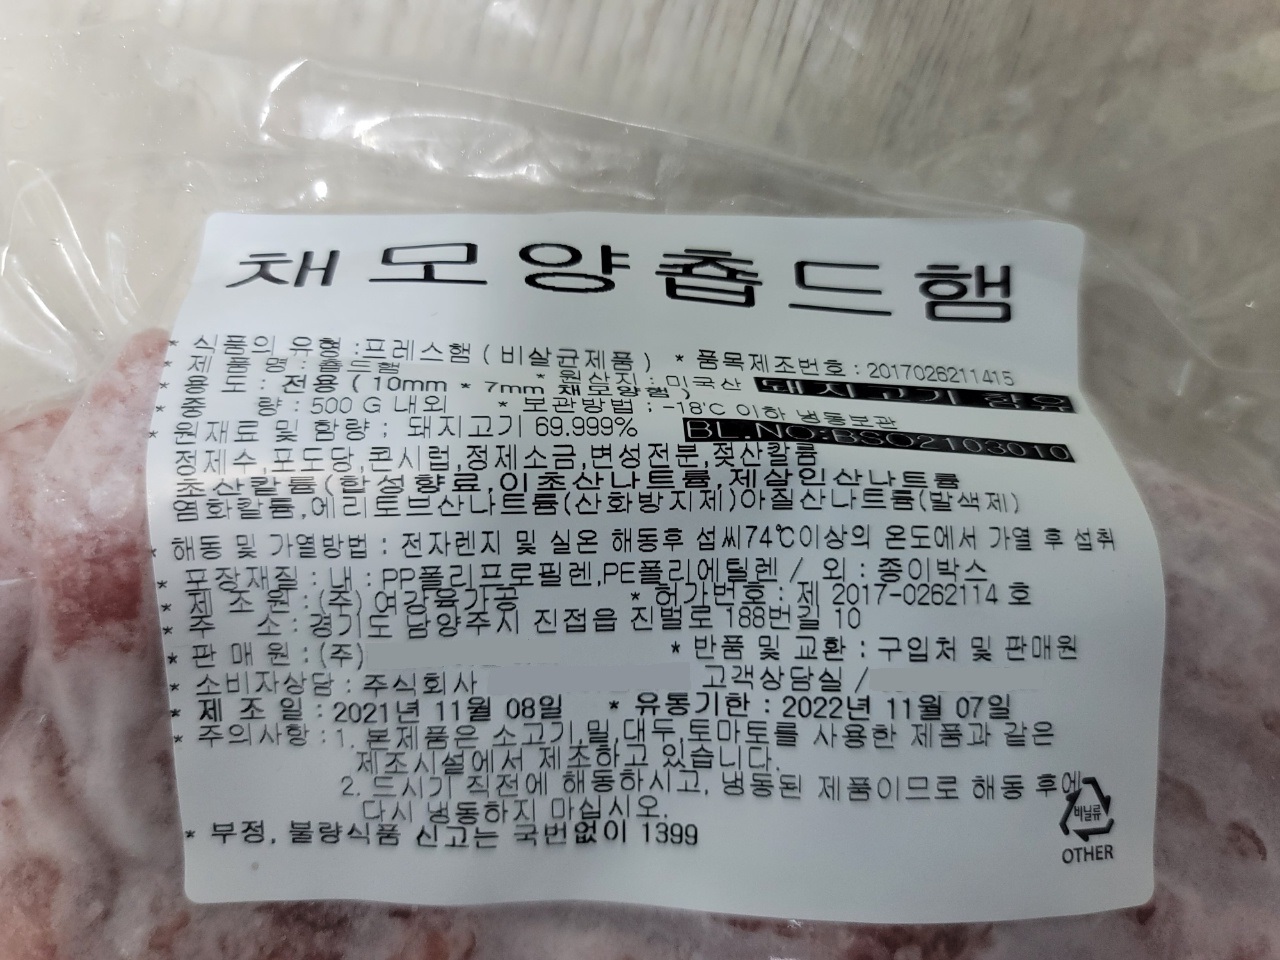 채모양촙드햄
* 식품의 유형 :프레스햄 ( 비살균제품 ) * 품목제조번호 : 2017026211415
* 제 품 명 : 촙드햄 * 원산지 : 미국산 돼지고기 함유
* 용 도 : 전용 ( 10mm * 7mm 채모양햄 )
* 중 량 : 500 G 내외 * 보관방법 : -18℃ 이하 냉동보관
* 원재료 및 함량 : 돼지고기 69.999% BL.NO:BSO2103010
정제수,포도당,콘시럽,정제소금,변성전분,젖산칼륨
초산칼륨(합성향료,이초산나트륨,제삼인산나트륨
염화칼륨,에리토브산나트륨(산화방지제)아질산나트륨(발색제)
* 해동 및 가열방법 : 전자렌지 및 실온 해동후 섭씨74℃이상의 온도에서 가열 후 섭취
* 포장재질 : 내 : PP폴리프로필렌,PE폴리에틸렌 / 외 : 종이박스
* 제 조 원 : (주) 여강육가공 * 허가번호 : 제 2017-0262114 호
* 주 소 : 경기도 남양주시 진접읍 진벌로 188번길 10
* 판 매 원 : (주) * 반품 및 교환 : 구입처 및 판매원
* 소비자상담 : 주식회사 고객상담실 /
* 제 조 일 : 2021년 11월 08일 * 유통기한 : 2022년 11월 07일
* 주의사항 : 1. 본제품은 소고기,밀,대두,토마토를 사용한 제품과 같은
제조시설에서 제조하고 있습니다.
2. 드시기 직전에 해동하시고, 냉동된 제품이므로 해동 후에
다시 냉동하지 마십시오.
* 부정, 불량식품 신고는 국번없이 1399
비닐류
OTHER